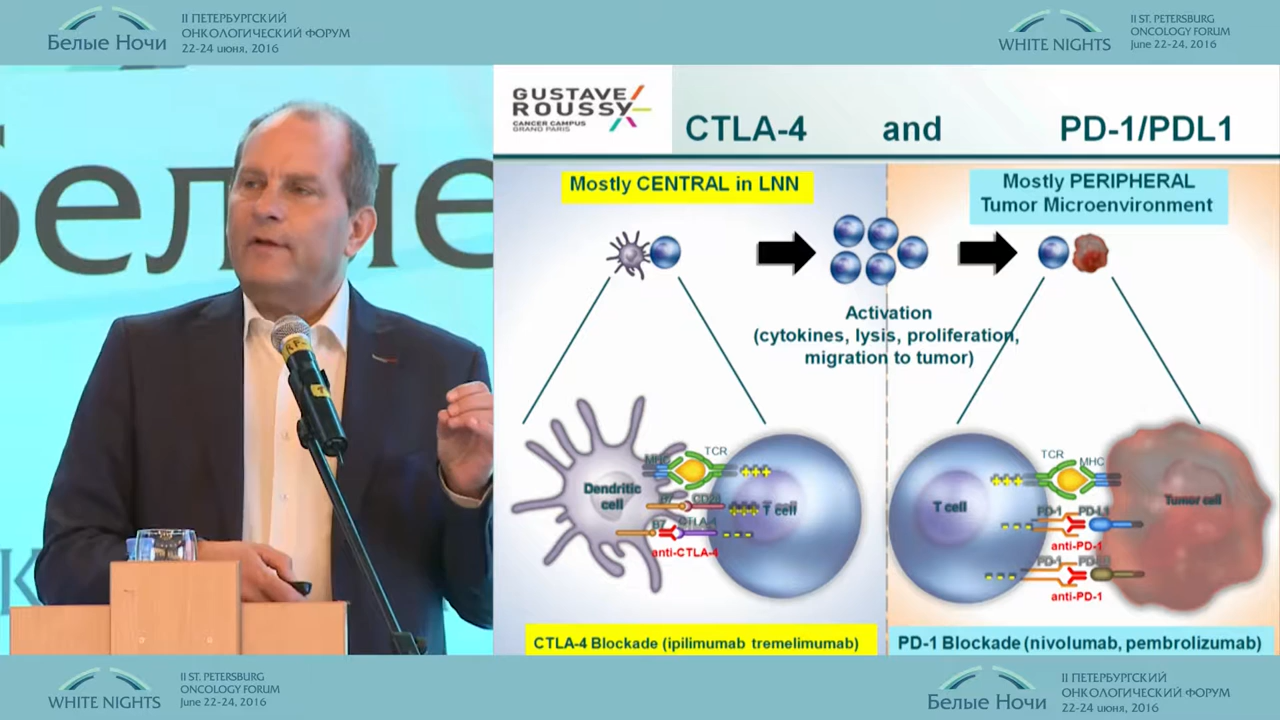 Белые Ночи
II ПЕТЕРБУРГСКИЙ
ОНКОЛОГИЧЕСКИЙ ФОРУМ
22-24 июня, 2016
WHITE NIGHTS
II ST. PETERSBURG
ONCOLOGY FORUM
June 22-24, 2016
GUSTAVE
ROUSSY
CANCER CAMPUS
GRAND PARIS
CTLA-4 and PD-1/PDL1
Mostly CENTRAL in LNN
Mostly PERIPHERAL
Tumor Microenvironment
Activation
(cytokines, lysis, proliferation,
migration to tumor)
MHC
TCR
Dendritic
cell
B7
+++
+++
T cell
B7
CTLA-4
---
anti-CTLA-4
TCR
MHC
+++
T cell
Tumor cell
PD-1
PD-L1
---
anti-PD-1
PD-1
---
anti-PD-1
CTLA-4 Blockade (ipilimumab tremelimumab)
PD-1 Blockade (nivolumab, pembrolizumab)
WHITE NIGHTS
II ST. PETERSBURG
ONCOLOGY FORUM
June 22-24, 2016
Белые Ночи
II ПЕТЕРБУРГСКИЙ
ОНКОЛОГИЧЕСКИЙ ФОРУМ
22-24 июня, 2016